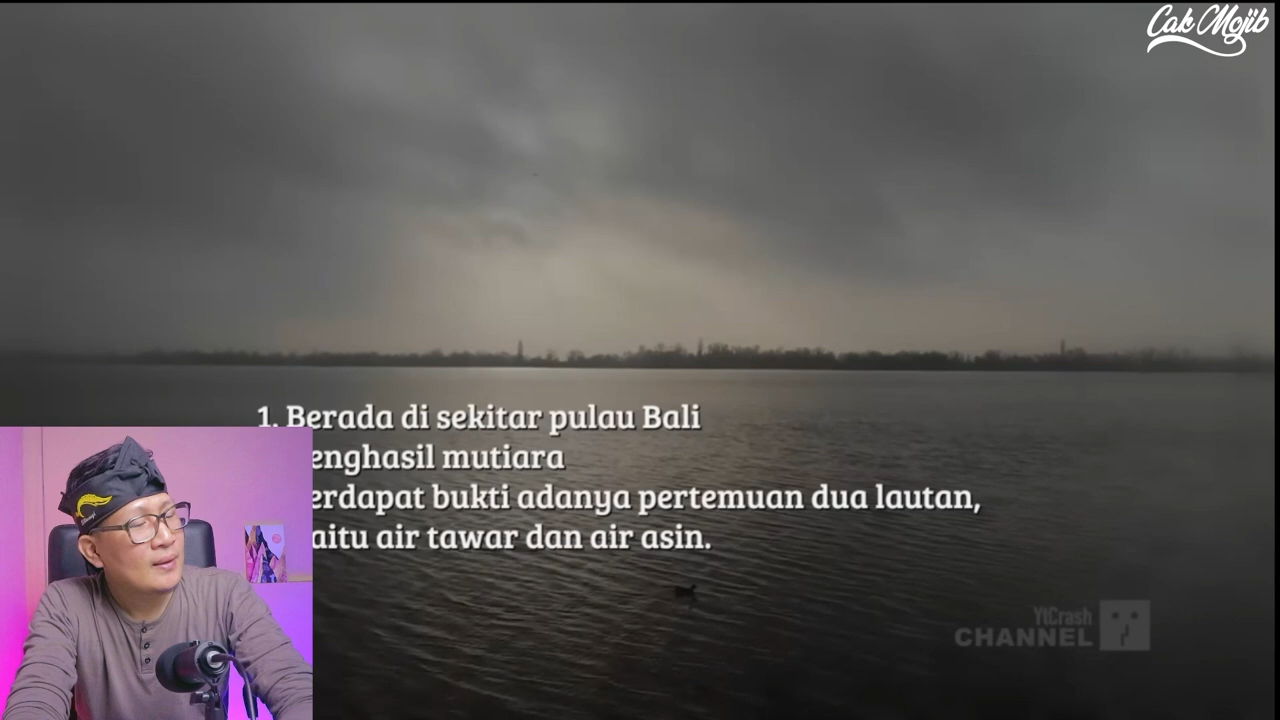 Cak Mojib
1. Berada di sekitar pulau Bali
enghasil mutiara
erdapat bukti adanya pertemuan dua lautan,
aitu air tawar dan air asin.
YtCrash
CHANNEL